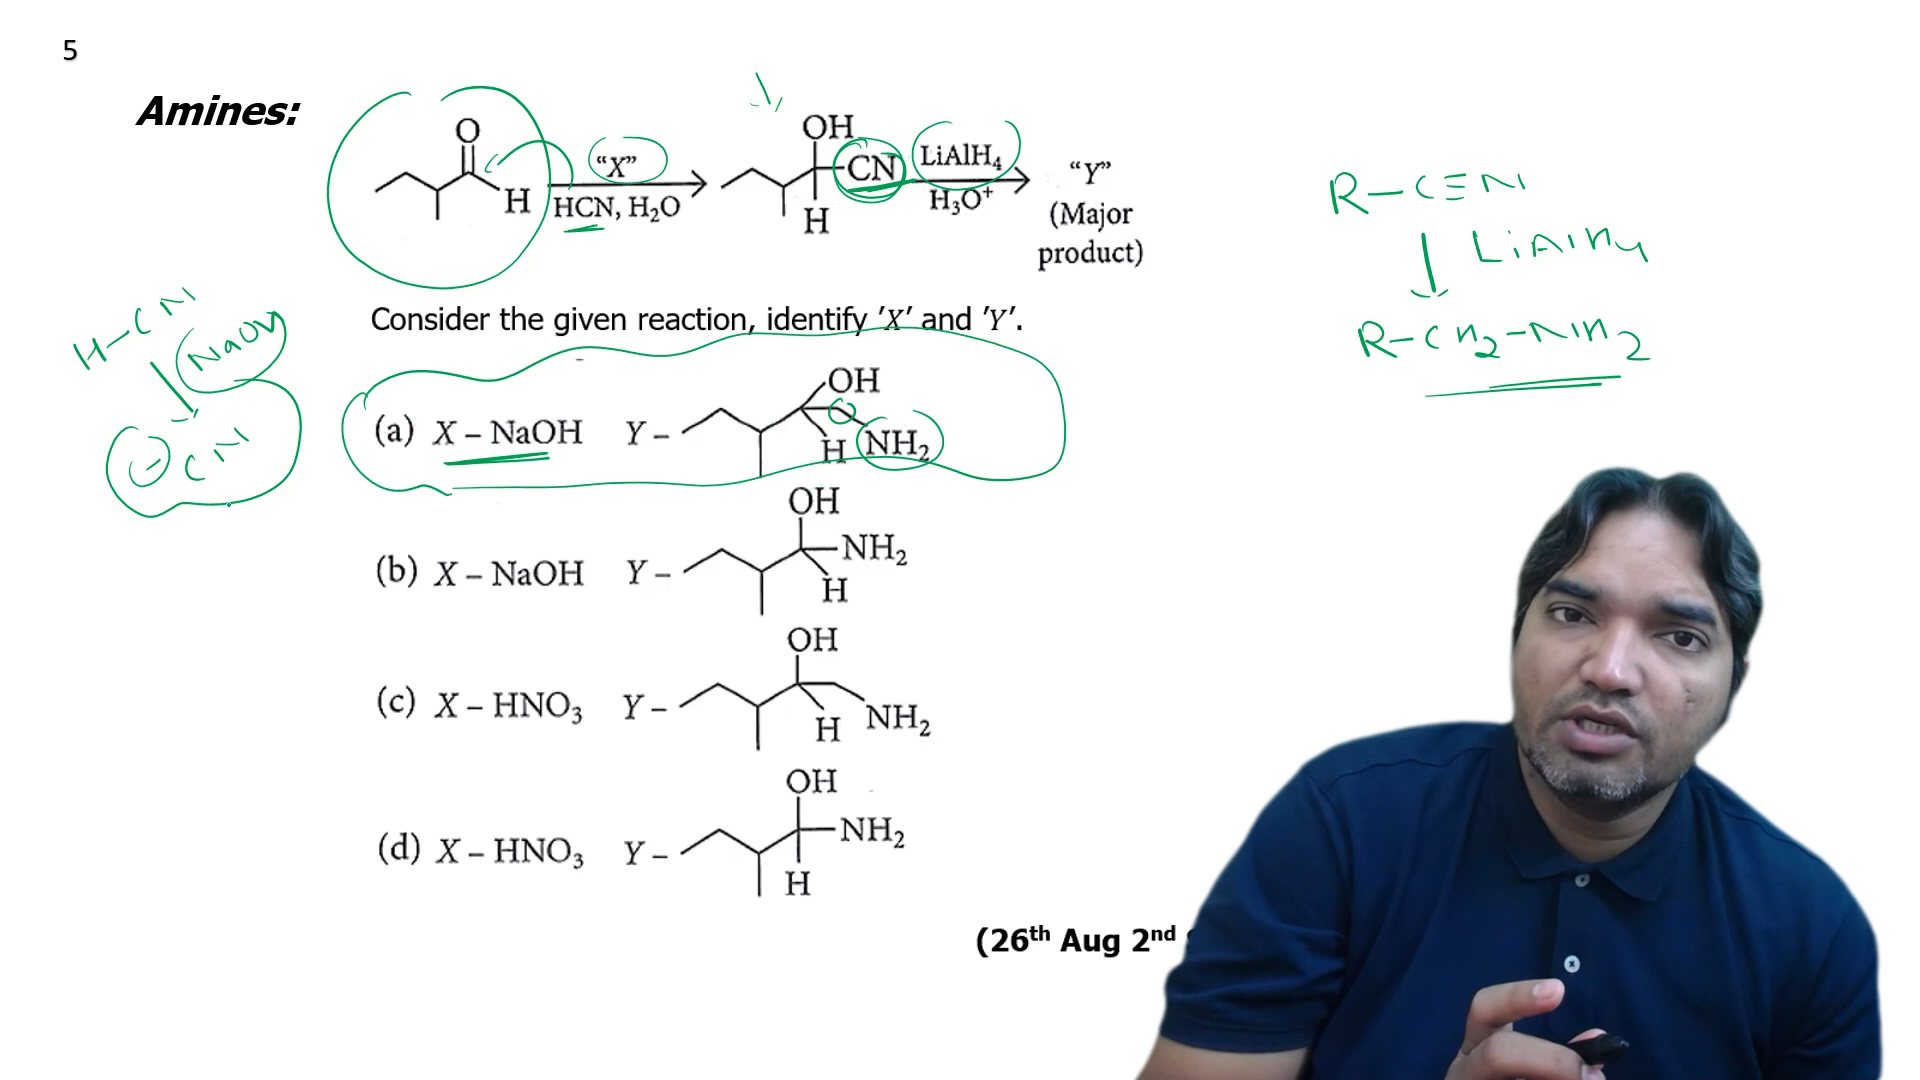 5
Amines:
O
H
"X"
HCN, H₂O
OH
CN
H
LiAlH₄
H₃O⁺
"Y"
(Major
product)
R–C≡N
LiAlH₄
R–CH₂–NH₂
H–CN
NaOH
⊖CN
Consider the given reaction, identify 'X' and 'Y'.
(a) X – NaOH Y –
OH
H NH₂
(b) X – NaOH Y –
OH
NH₂
H
(c) X – HNO₃ Y –
OH
H NH₂
(d) X – HNO₃ Y –
OH
NH₂
H
(26th Aug 2nd